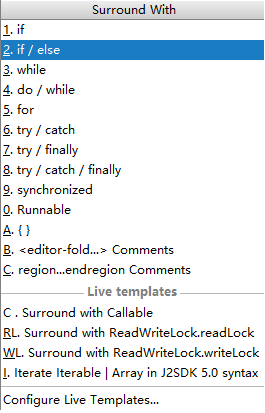 Surround With
1. if
2. if / else
3. while
4. do / while
5. for
6. try / catch
7. try / finally
8. try / catch / finally
9. synchronized
0. Runnable
A. { }
B. <editor-fold...> Comments
C. region...endregion Comments
Live templates
C . Surround with Callable
RL. Surround with ReadWriteLock.readLock
WL. Surround with ReadWriteLock.writeLock
I. Iterate Iterable | Array in J2SDK 5.0 syntax
Configure Live Templates...